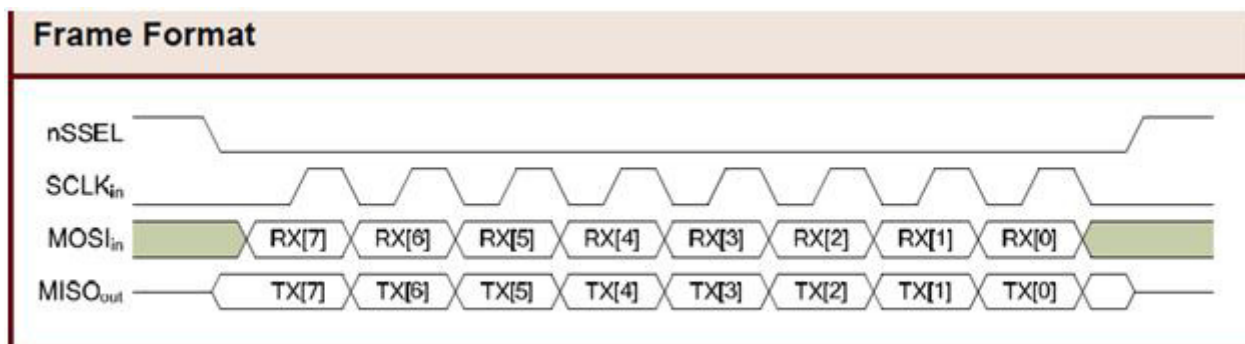 Frame Format
nSSEL
SCLKin
MOSIin RX[7] RX[6] RX[5] RX[4] RX[3] RX[2] RX[1] RX[0]
MISOout TX[7] TX[6] TX[5] TX[4] TX[3] TX[2] TX[1] TX[0]